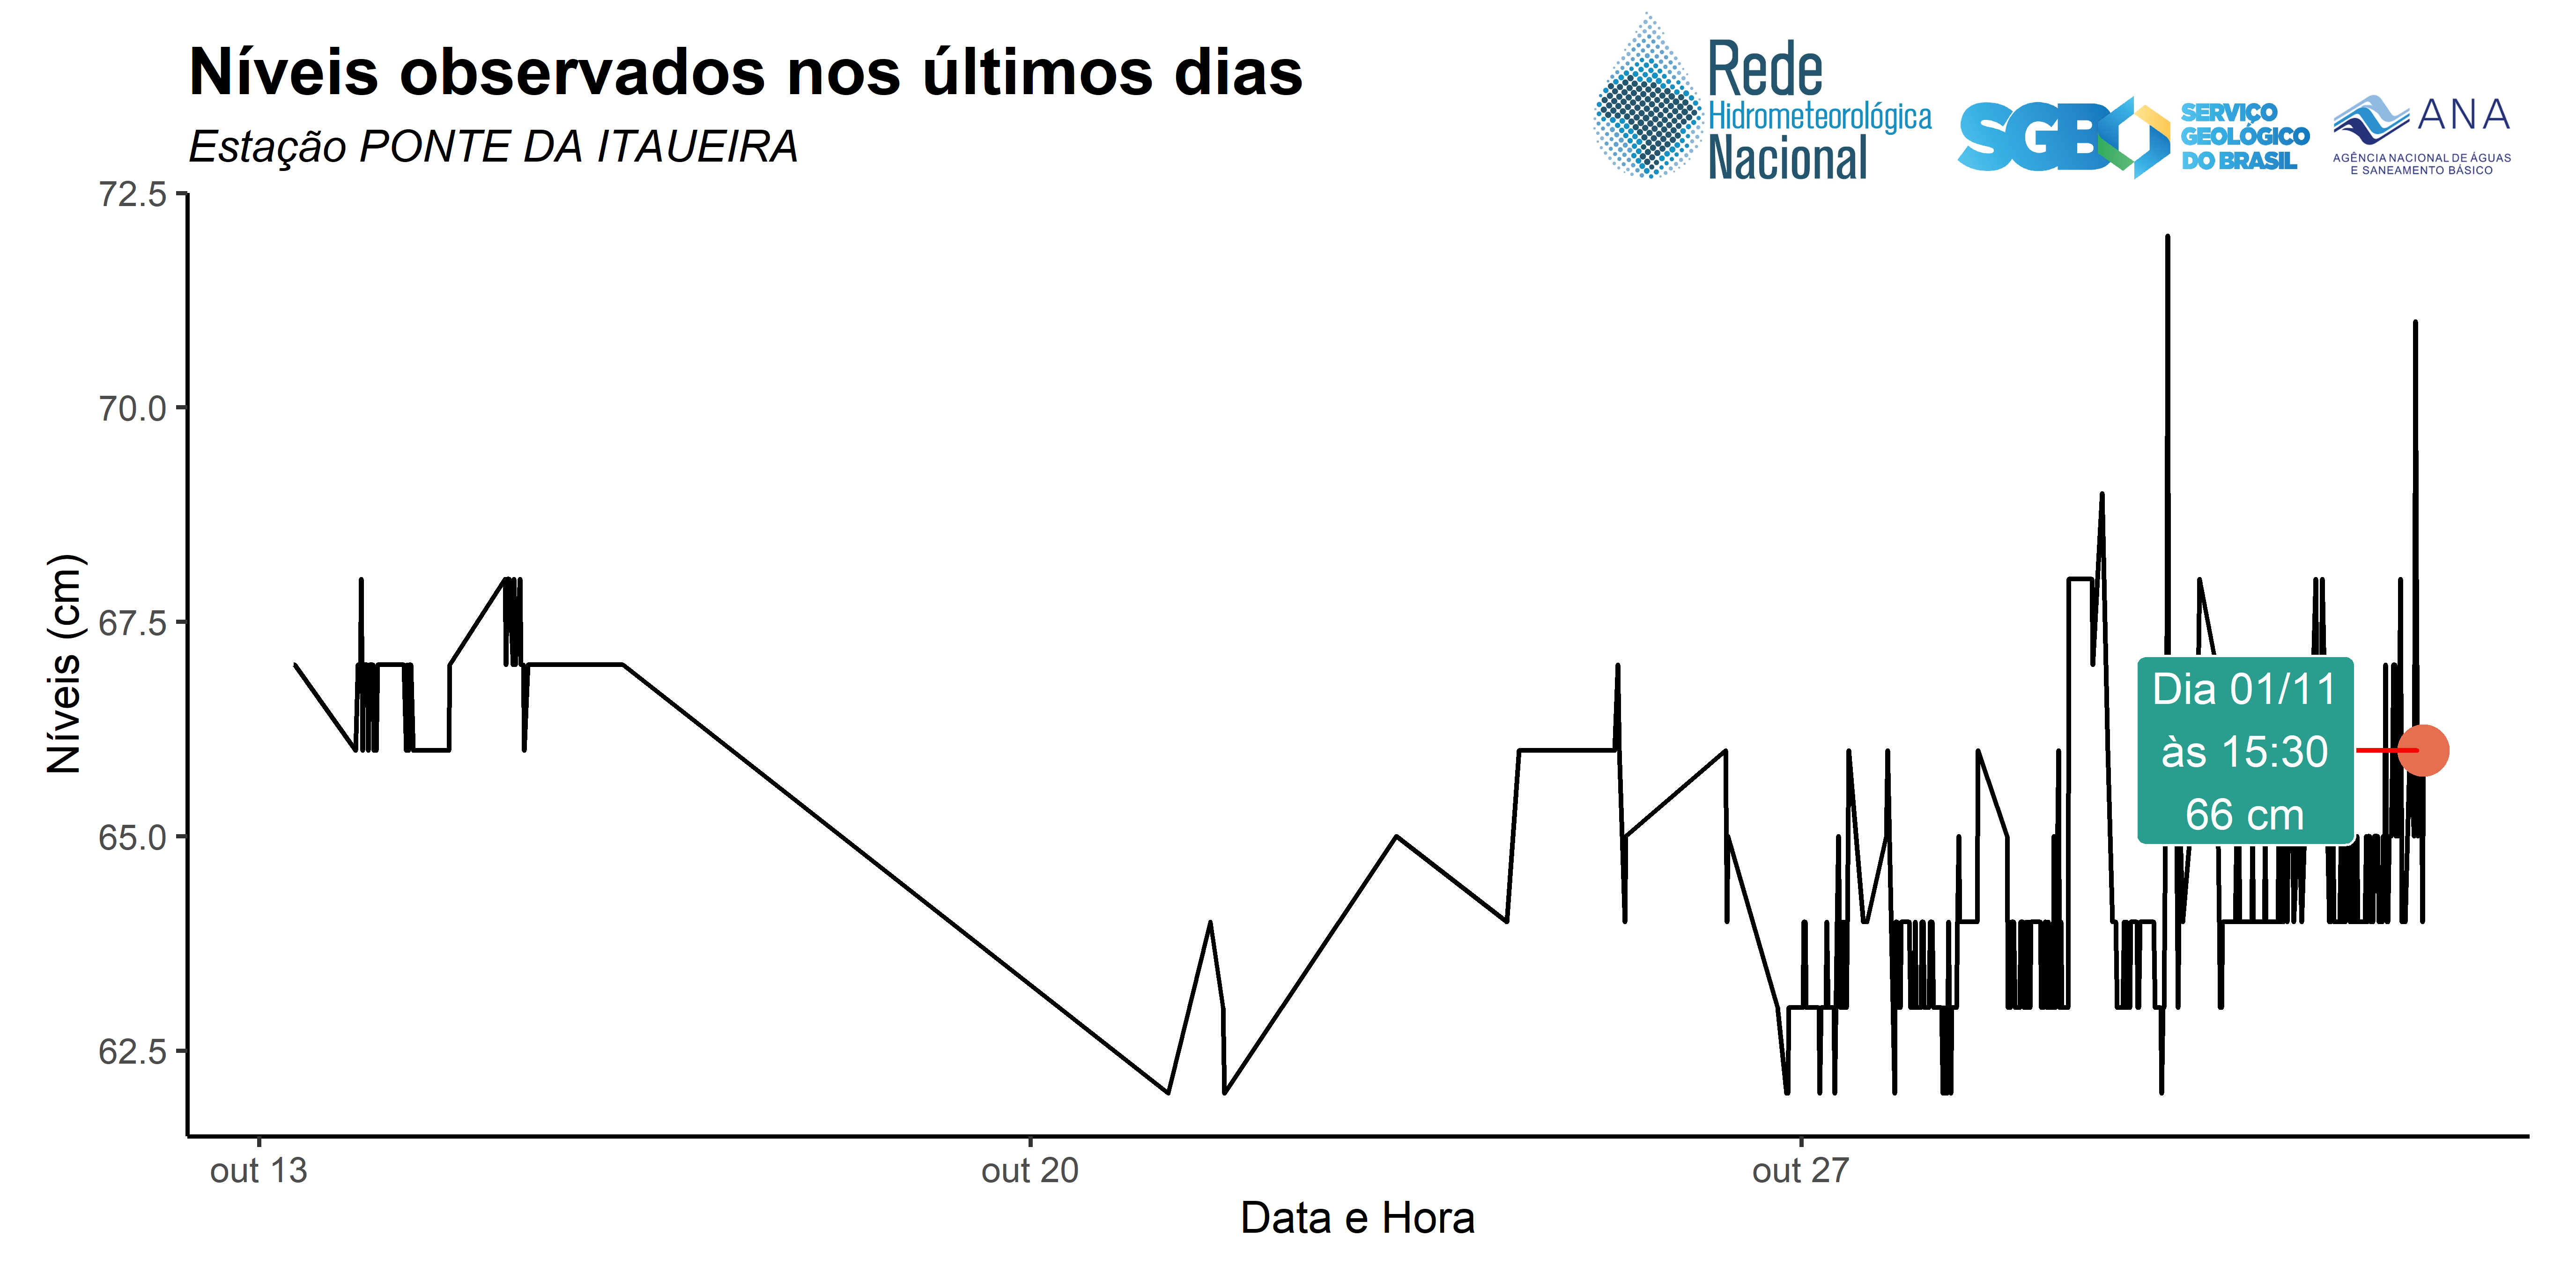 Níveis observados nos últimos dias
Estação PONTE DA ITAUEIRA
Rede
Hidrometeorológica
Nacional
SGB
SERVIÇO
GEOLÓGICO
DO BRASIL
ANA
AGÊNCIA NACIONAL DE ÁGUAS
E SANEAMENTO BÁSICO
72.5
70.0
67.5
65.0
62.5
Níveis (cm)
Dia 01/11
às 15:30
66 cm
out 13
out 20
out 27
Data e Hora